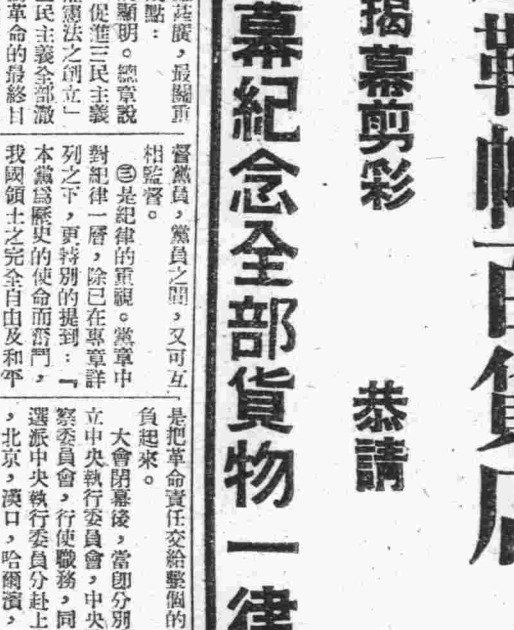 帽百貨店
揭幕剪彩
恭請
幕紀念全部貨物一律
廣,最關重
點:
顯明。總章說
促進三民主義
憲法之創立」
民主義全部澈
革命的最終目
督黨員,黨員之間,又可互
相監督。
㊂是紀律的重視。黨章中
對紀律一層,除已在專章詳
列之下,更特別的提到:『
本黨爲歷史的使命而奮鬥,
我國領土之完全自由及和平
是把革命責任交給整個的
負起來。
大會閉幕後,當卽分別
立中央執行委員會,中央
察委員會,行使職務,同
選派中央執行委員分赴上
,北京,漢口,哈爾濱,